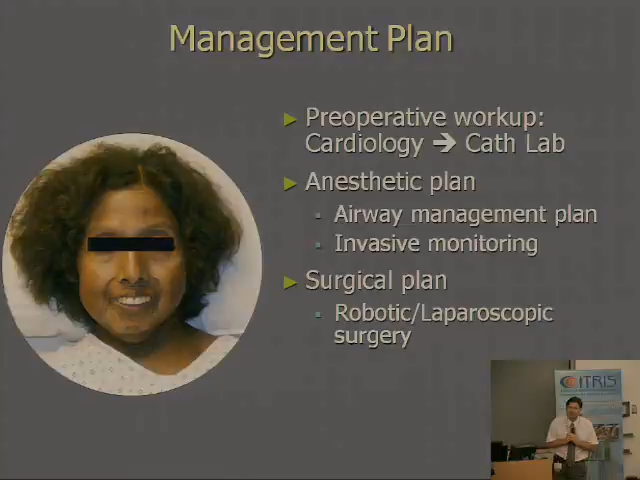 Management Plan
► Preoperative workup:
Cardiology ➔ Cath Lab
► Anesthetic plan
▪ Airway management plan
▪ Invasive monitoring
► Surgical plan
▪ Robotic/Laparoscopic
surgery
CITRIS